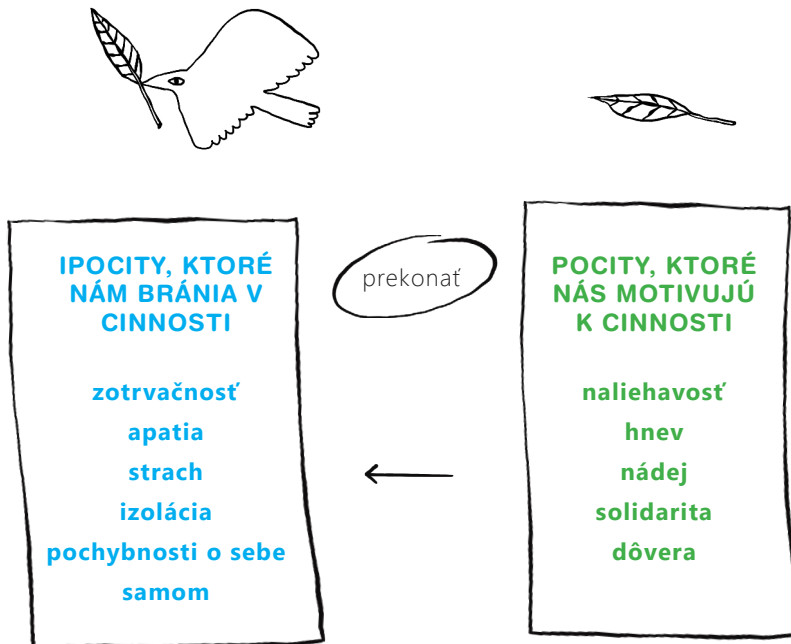 IPOCITY, KTORÉ
NÁM BRÁNIA V
CINNOSTI
zotrvačnosť
apatia
strach
izolácia
pochybnosti o sebe
samom
prekonať
POCITY, KTORÉ
NÁS MOTIVUJÚ
K CINNOSTI
naliehavosť
hnev
nádej
solidarita
dôvera